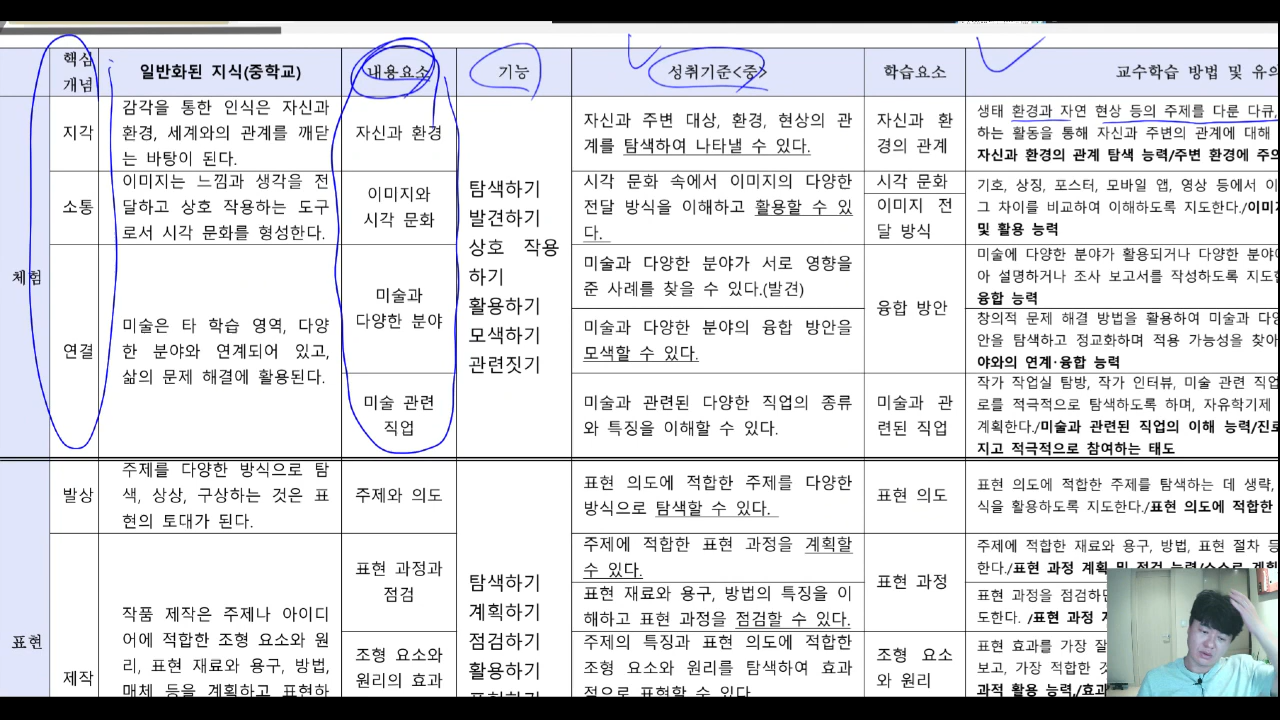 핵심
개념
일반화된 지식(중학교)
내용요소
기능
성취기준<중>
학습요소
교수학습 방법 및 유의
체험
지각
감각을 통한 인식은 자신과
환경, 세계와의 관계를 깨닫
는 바탕이 된다.
자신과 환경
탐색하기
발견하기
상호 작용
하기
활용하기
모색하기
관련짓기
자신과 주변 대상, 환경, 현상의 관
계를 탐색하여 나타낼 수 있다.
자신과 환
경의 관계
생태 환경과 자연 현상 등의 주제를 다룬 다큐,
하는 활동을 통해 자신과 주변의 관계에 대해
자신과 환경의 관계 탐색 능력/주변 환경에 주의
소통
이미지는 느낌과 생각을 전
달하고 상호 작용하는 도구
로서 시각 문화를 형성한다.
이미지와
시각 문화
시각 문화 속에서 이미지의 다양한
전달 방식을 이해하고 활용할 수 있
다.
시각 문화
이미지 전
달 방식
기호, 상징, 포스터, 모바일 앱, 영상 등에서 이
그 차이를 비교하여 이해하도록 지도한다./이미지
및 활용 능력
연결
미술은 타 학습 영역, 다양
한 분야와 연계되어 있고,
삶의 문제 해결에 활용된다.
미술과
다양한 분야
미술과 다양한 분야가 서로 영향을
준 사례를 찾을 수 있다.(발견)
융합 방안
미술에 다양한 분야가 활용되거나 다양한 분야에
아 설명하거나 조사 보고서를 작성하도록 지도한
융합 능력
미술과 다양한 분야의 융합 방안을
모색할 수 있다.
창의적 문제 해결 방법을 활용하여 미술과 다양
안을 탐색하고 정교화하며 적용 가능성을 찾아
야와의 연계·융합 능력
미술 관련
직업
미술과 관련된 다양한 직업의 종류
와 특징을 이해할 수 있다.
미술과 관
련된 직업
작가 작업실 탐방, 작가 인터뷰, 미술 관련 직업
로를 적극적으로 탐색하도록 하며, 자유학기제
계획한다./미술과 관련된 직업의 이해 능력/진로
지고 적극적으로 참여하는 태도
표현
발상
주제를 다양한 방식으로 탐
색, 상상, 구상하는 것은 표
현의 토대가 된다.
주제와 의도
탐색하기
계획하기
점검하기
활용하기
표현 의도에 적합한 주제를 다양한
방식으로 탐색할 수 있다.
표현 의도
표현 의도에 적합한 주제를 탐색하는 데 생략,
식을 활용하도록 지도한다./표현 의도에 적합한
제작
작품 제작은 주제나 아이디
어에 적합한 조형 요소와 원
리, 표현 재료와 용구, 방법,
매체 등을 계획하고 표현하
표현 과정과
점검
주제에 적합한 표현 과정을 계획할
수 있다.
표현 과정
주제에 적합한 재료와 용구, 방법, 표현 절차 등
한다./표현 과정 계획 및 점검 능력/스스로 계획
표현 재료와 용구, 방법의 특징을 이
해하고 표현 과정을 점검할 수 있다.
표현 과정을 점검하
도한다. /표현 과정
조형 요소와
원리의 효과
주제의 특징과 표현 의도에 적합한
조형 요소와 원리를 탐색하여 효과
적으로 표현할 수 있다.
조형 요소
와 원리
표현 효과를 가장 잘
보고, 가장 적합한
과적 활용 능력/효과